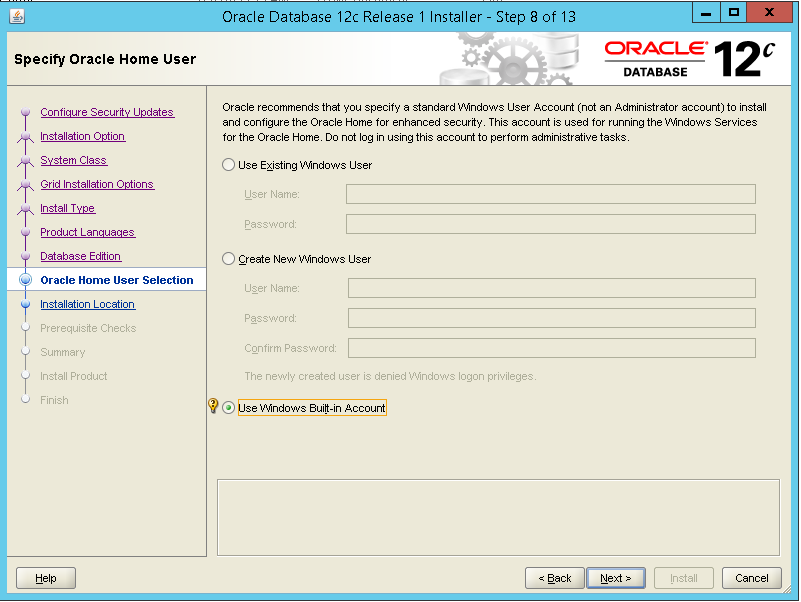 Oracle Database 12c Release 1 Installer - Step 8 of 13
X
Specify Oracle Home User
ORACLE®
DATABASE
12c
Configure Security Updates
Installation Option
System Class
Grid Installation Options
Install Type
Product Languages
Database Edition
Oracle Home User Selection
Installation Location
Prerequisite Checks
Summary
Install Product
Finish
Oracle recommends that you specify a standard Windows User Account (not an Administrator account) to install
and configure the Oracle Home for enhanced security. This account is used for running the Windows Services
for the Oracle Home. Do not log in using this account to perform administrative tasks.
Use Existing Windows User
User Name:
Password:
Create New Windows User
User Name:
Password:
Confirm Password:
The newly created user is denied Windows logon privileges.
Use Windows Built-in Account
Help
< Back
Next >
Install
Cancel